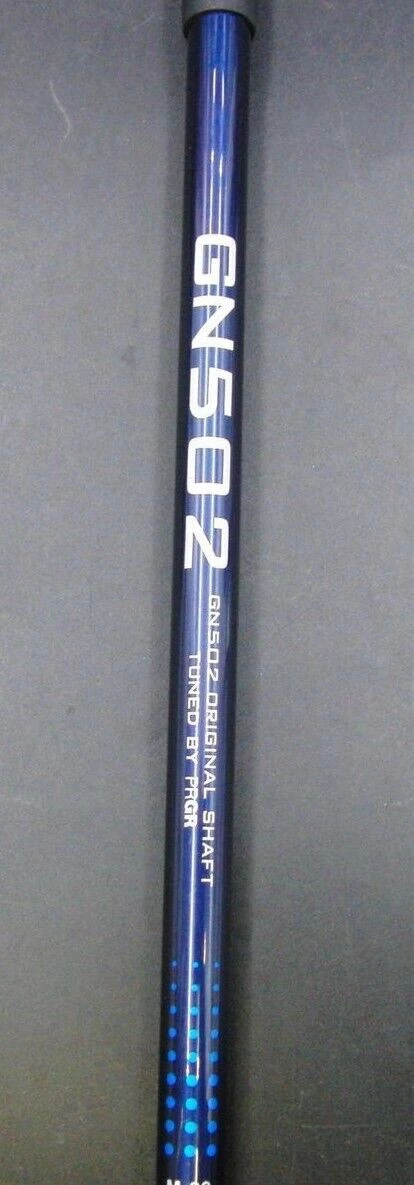 GN502
GN502 ORIGINAL SHAFT
TUNED BY PRGR